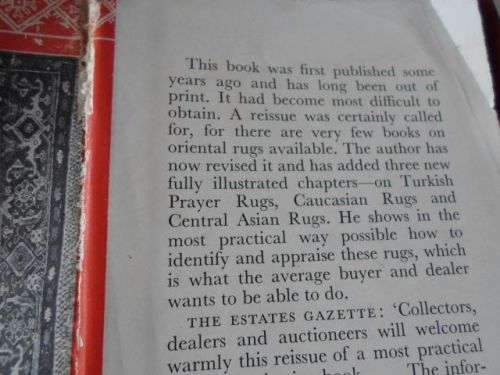 This book was first published some
years ago and has long been out of
print. It had become most difficult to
obtain. A reissue was certainly called
for, for there are very few books on
oriental rugs available. The author has
now revised it and has added three new
fully illustrated chapters—on Turkish
Prayer Rugs, Caucasian Rugs and
Central Asian Rugs. He shows in the
most practical way possible how to
identify and appraise these rugs, which
is what the average buyer and dealer
wants to be able to do.
THE ESTATES GAZETTE: ‘Collectors,
dealers and auctioneers will welcome
warmly this reissue of a most practical
book ... The infor-